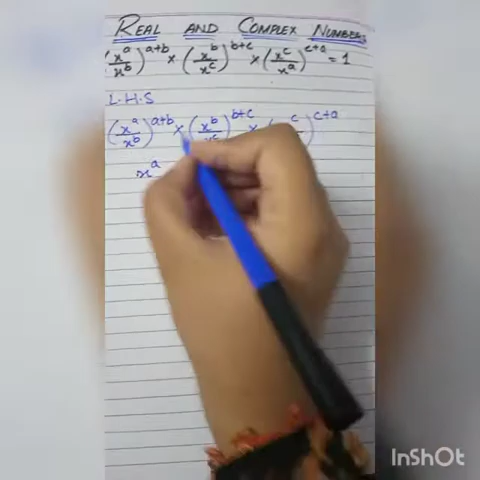 REAL AND COMPLEX NUMBERS
(x^a/x^b)^a+b × (x^b/x^c)^b+c × (x^c/x^a)^c+a = 1
L.H.S
(x^a/x^b)^a+b × (x^b/x^c)^b+c × ( c )^c+a
x^a
InShOt